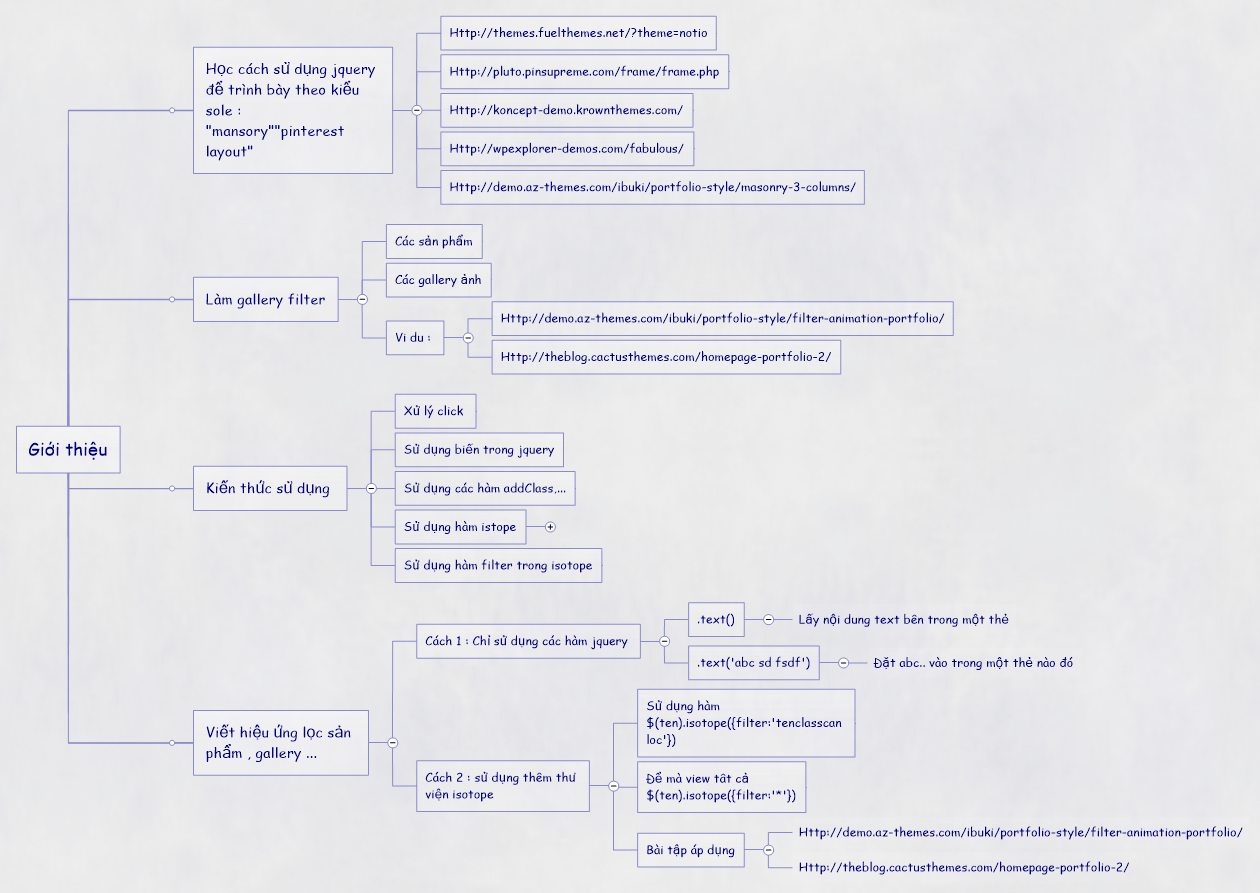 Giới thiệu
Học cách sử dụng jquery
để trình bày theo kiểu
sole :
"mansory""pinterest
layout"
Http://themes.fuelthemes.net/?theme=notio
Http://pluto.pinsupreme.com/frame/frame.php
Http://koncept-demo.krownthemes.com/
Http://wpexplorer-demos.com/fabulous/
Http://demo.az-themes.com/ibuki/portfolio-style/masonry-3-columns/
Làm gallery filter
Các sản phẩm
Các gallery ảnh
Vi du :
Http://demo.az-themes.com/ibuki/portfolio-style/filter-animation-portfolio/
Http://theblog.cactusthemes.com/homepage-portfolio-2/
Kiến thức sử dụng
Xử lý click
Sử dụng biến trong jquery
Sử dụng các hàm addClass,...
Sử dụng hàm istope
Sử dụng hàm filter trong isotope
Viết hiệu ứng lọc sản
phẩm , gallery ...
Cách 1 : Chỉ sử dụng các hàm jquery
.text()
Lấy nội dung text bên trong một thẻ
.text('abc sd fsdf')
Đặt abc.. vào trong một thẻ nào đó
Cách 2 : sử dụng thêm thư
viện isotope
Sử dụng hàm
$(ten).isotope({filter:'tenclasscan
loc'})
Để mà view tât cả
$(ten).isotope({filter:'*'})
Bài tập áp dụng
Http://demo.az-themes.com/ibuki/portfolio-style/filter-animation-portfolio/
Http://theblog.cactusthemes.com/homepage-portfolio-2/